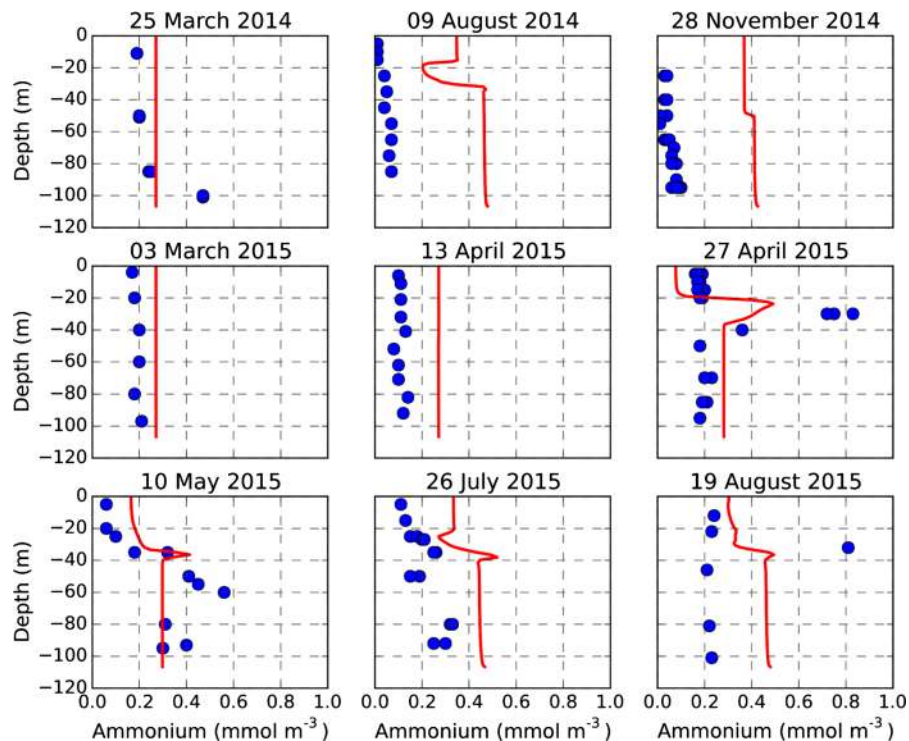 25 March 2014 09 August 2014 28 November 2014
0
−20
−40
−60
−80
−100
−120
Depth (m)
03 March 2015 13 April 2015 27 April 2015
0
−20
−40
−60
−80
−100
−120
Depth (m)
10 May 2015 26 July 2015 19 August 2015
0
−20
−40
−60
−80
−100
−120
Depth (m)
0.0 0.2 0.4 0.6 0.8 1.0 0.0 0.2 0.4 0.6 0.8 1.0 0.0 0.2 0.4 0.6 0.8 1.0
Ammonium (mmol m⁻³) Ammonium (mmol m⁻³) Ammonium (mmol m⁻³)